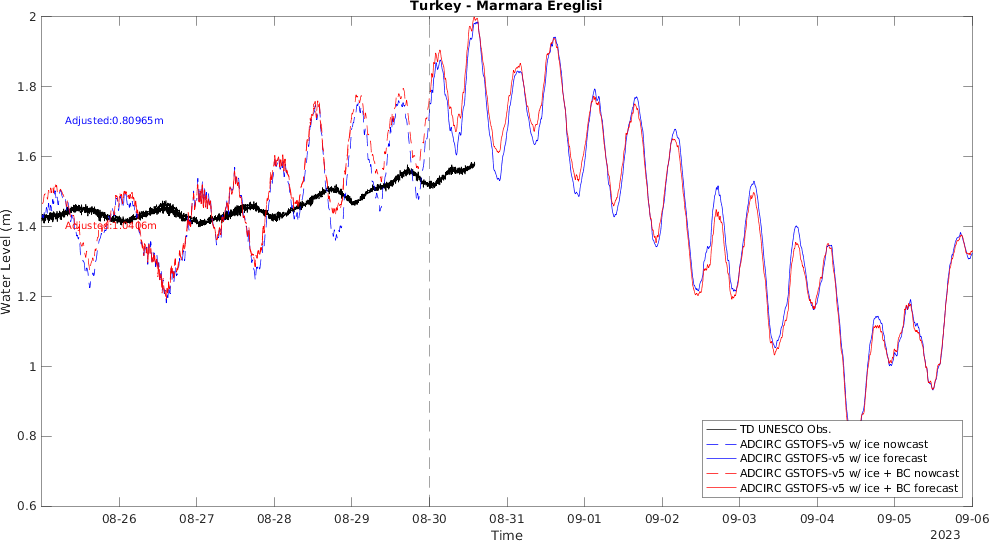 Turkey - Marmara Ereglisi
2
1.8
1.6
1.4
1.2
1
0.8
0.6
Water Level (m)
Adjusted:0.80965m
Adjusted:1.0406m
TD UNESCO Obs.
ADCIRC GSTOFS-v5 w/ ice nowcast
ADCIRC GSTOFS-v5 w/ ice forecast
ADCIRC GSTOFS-v5 w/ ice + BC nowcast
ADCIRC GSTOFS-v5 w/ ice + BC forecast
08-26 08-27 08-28 08-29 08-30 08-31 09-01 09-02 09-03 09-04 09-05 09-06
Time
2023